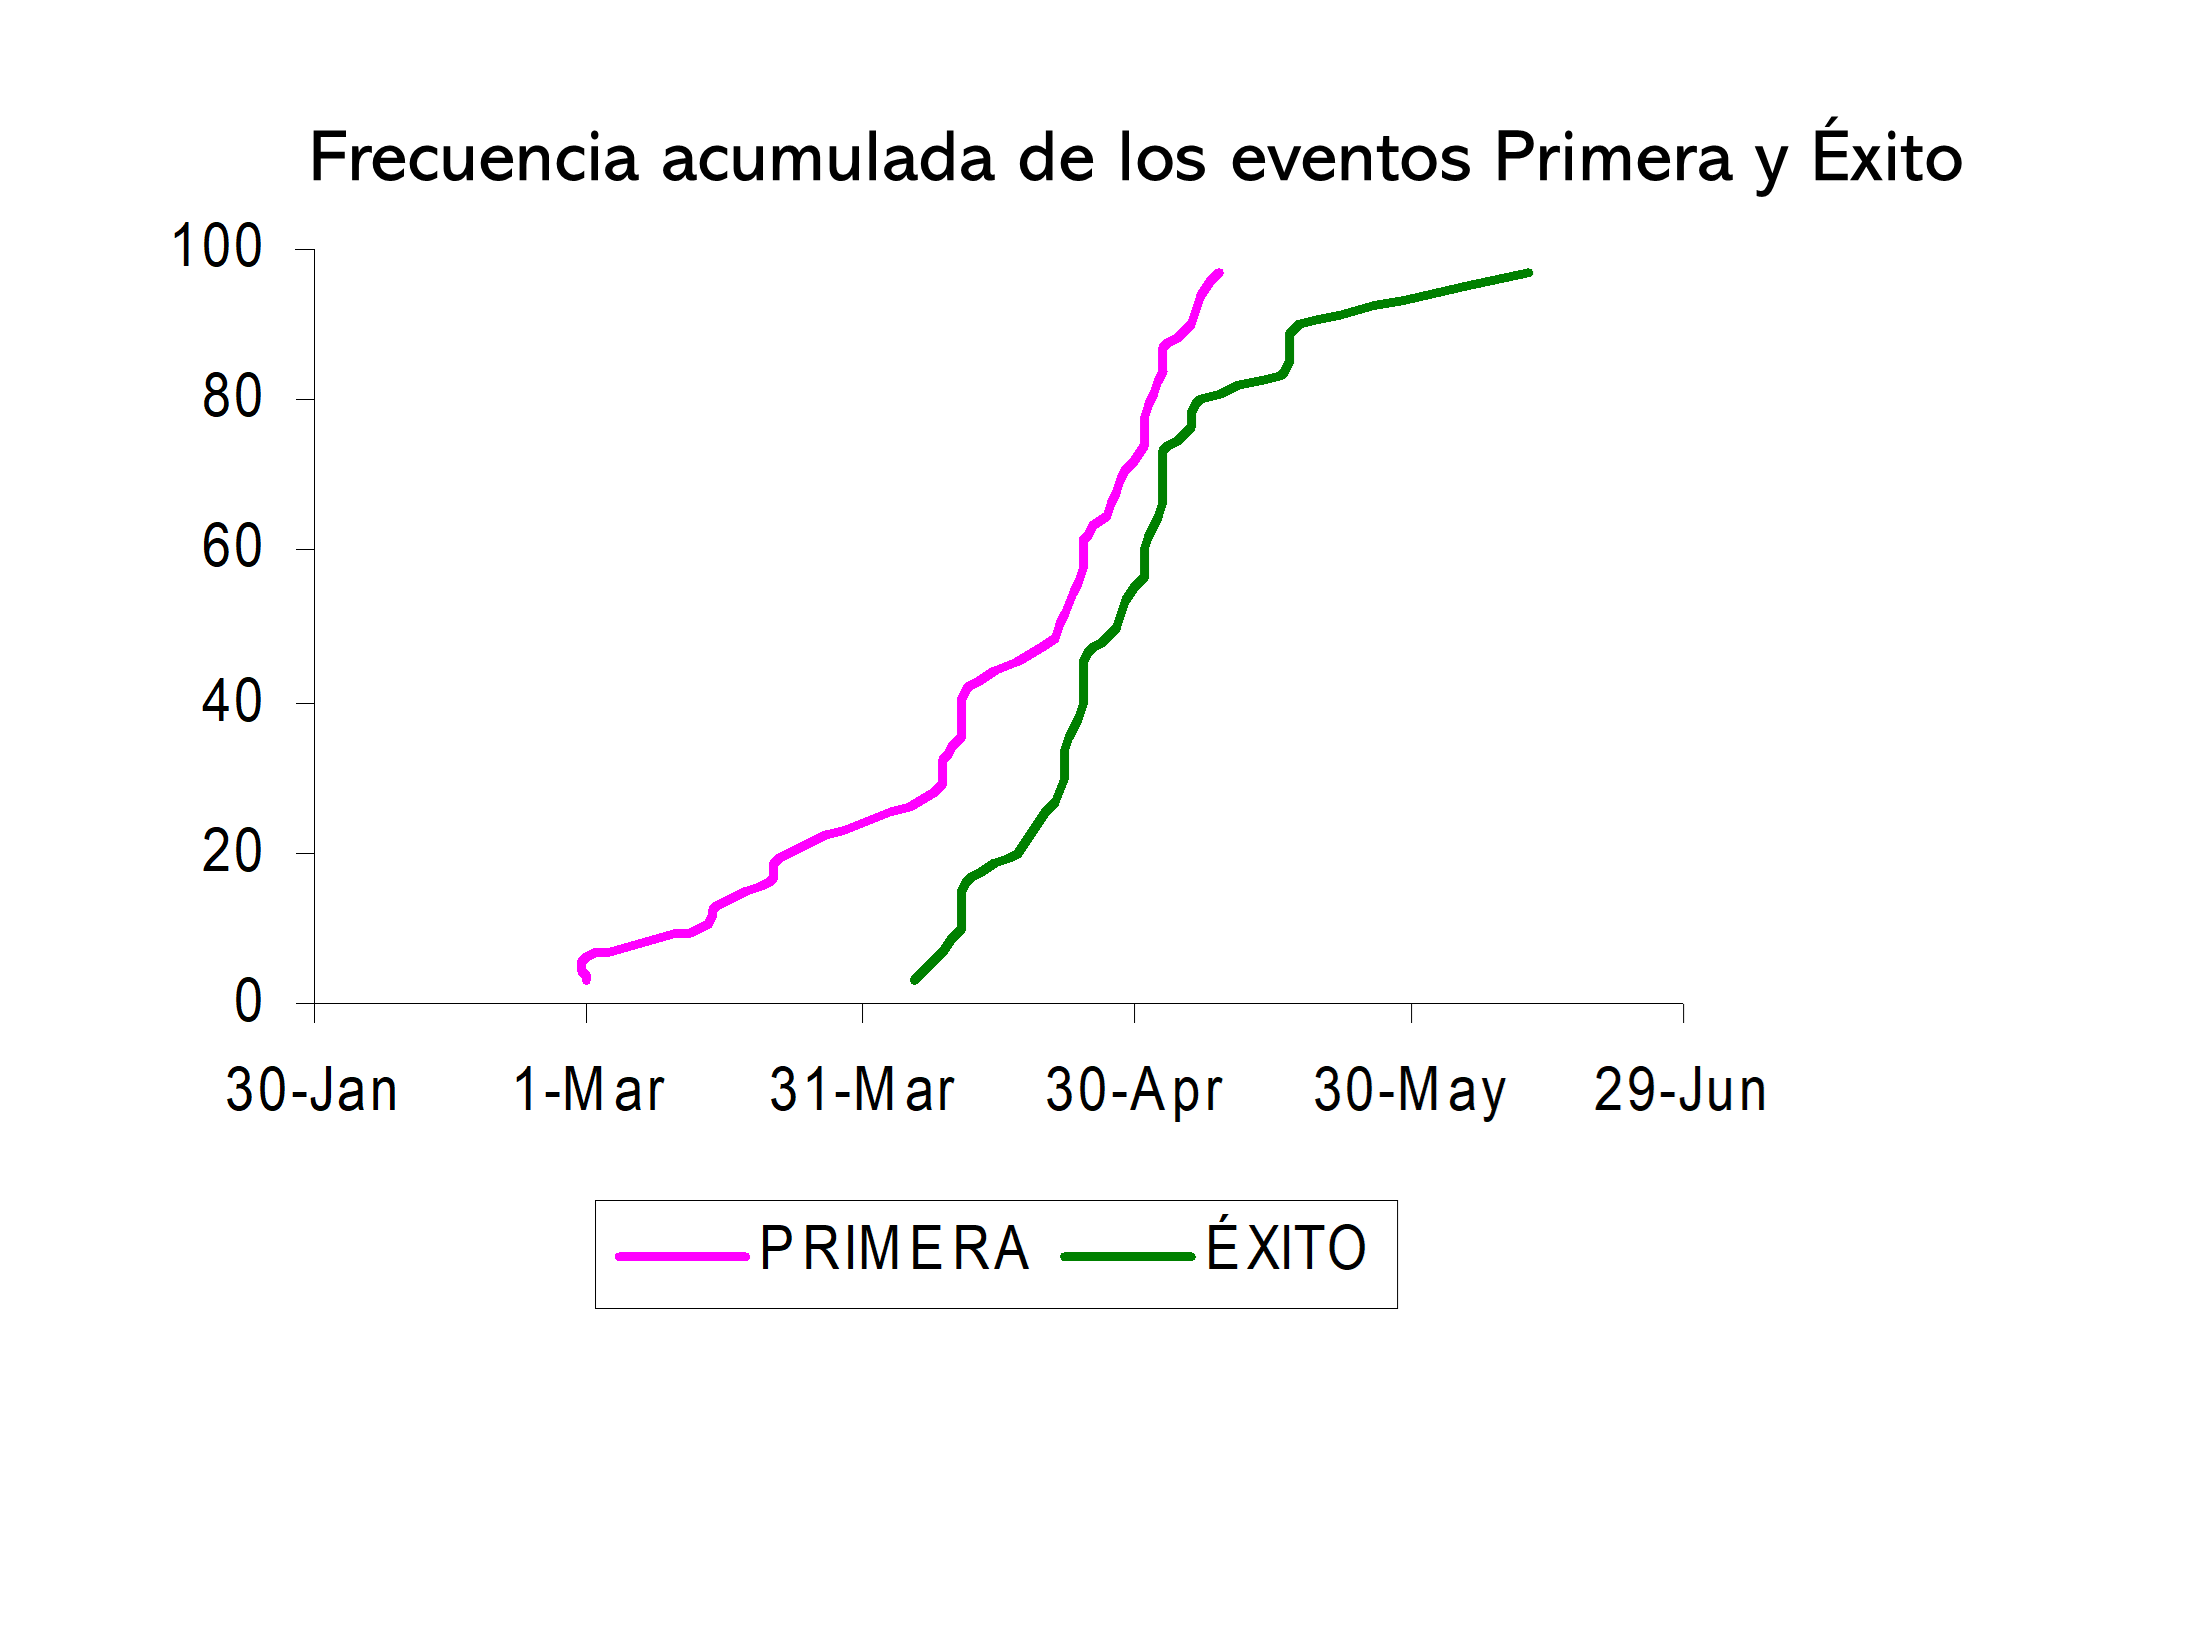 Frecuencia acumulada de los eventos Primera y Éxito
100
80
60
40
20
0
30-Jan 1-Mar 31-Mar 30-Apr 30-May 29-Jun
PRIMERA ÉXITO